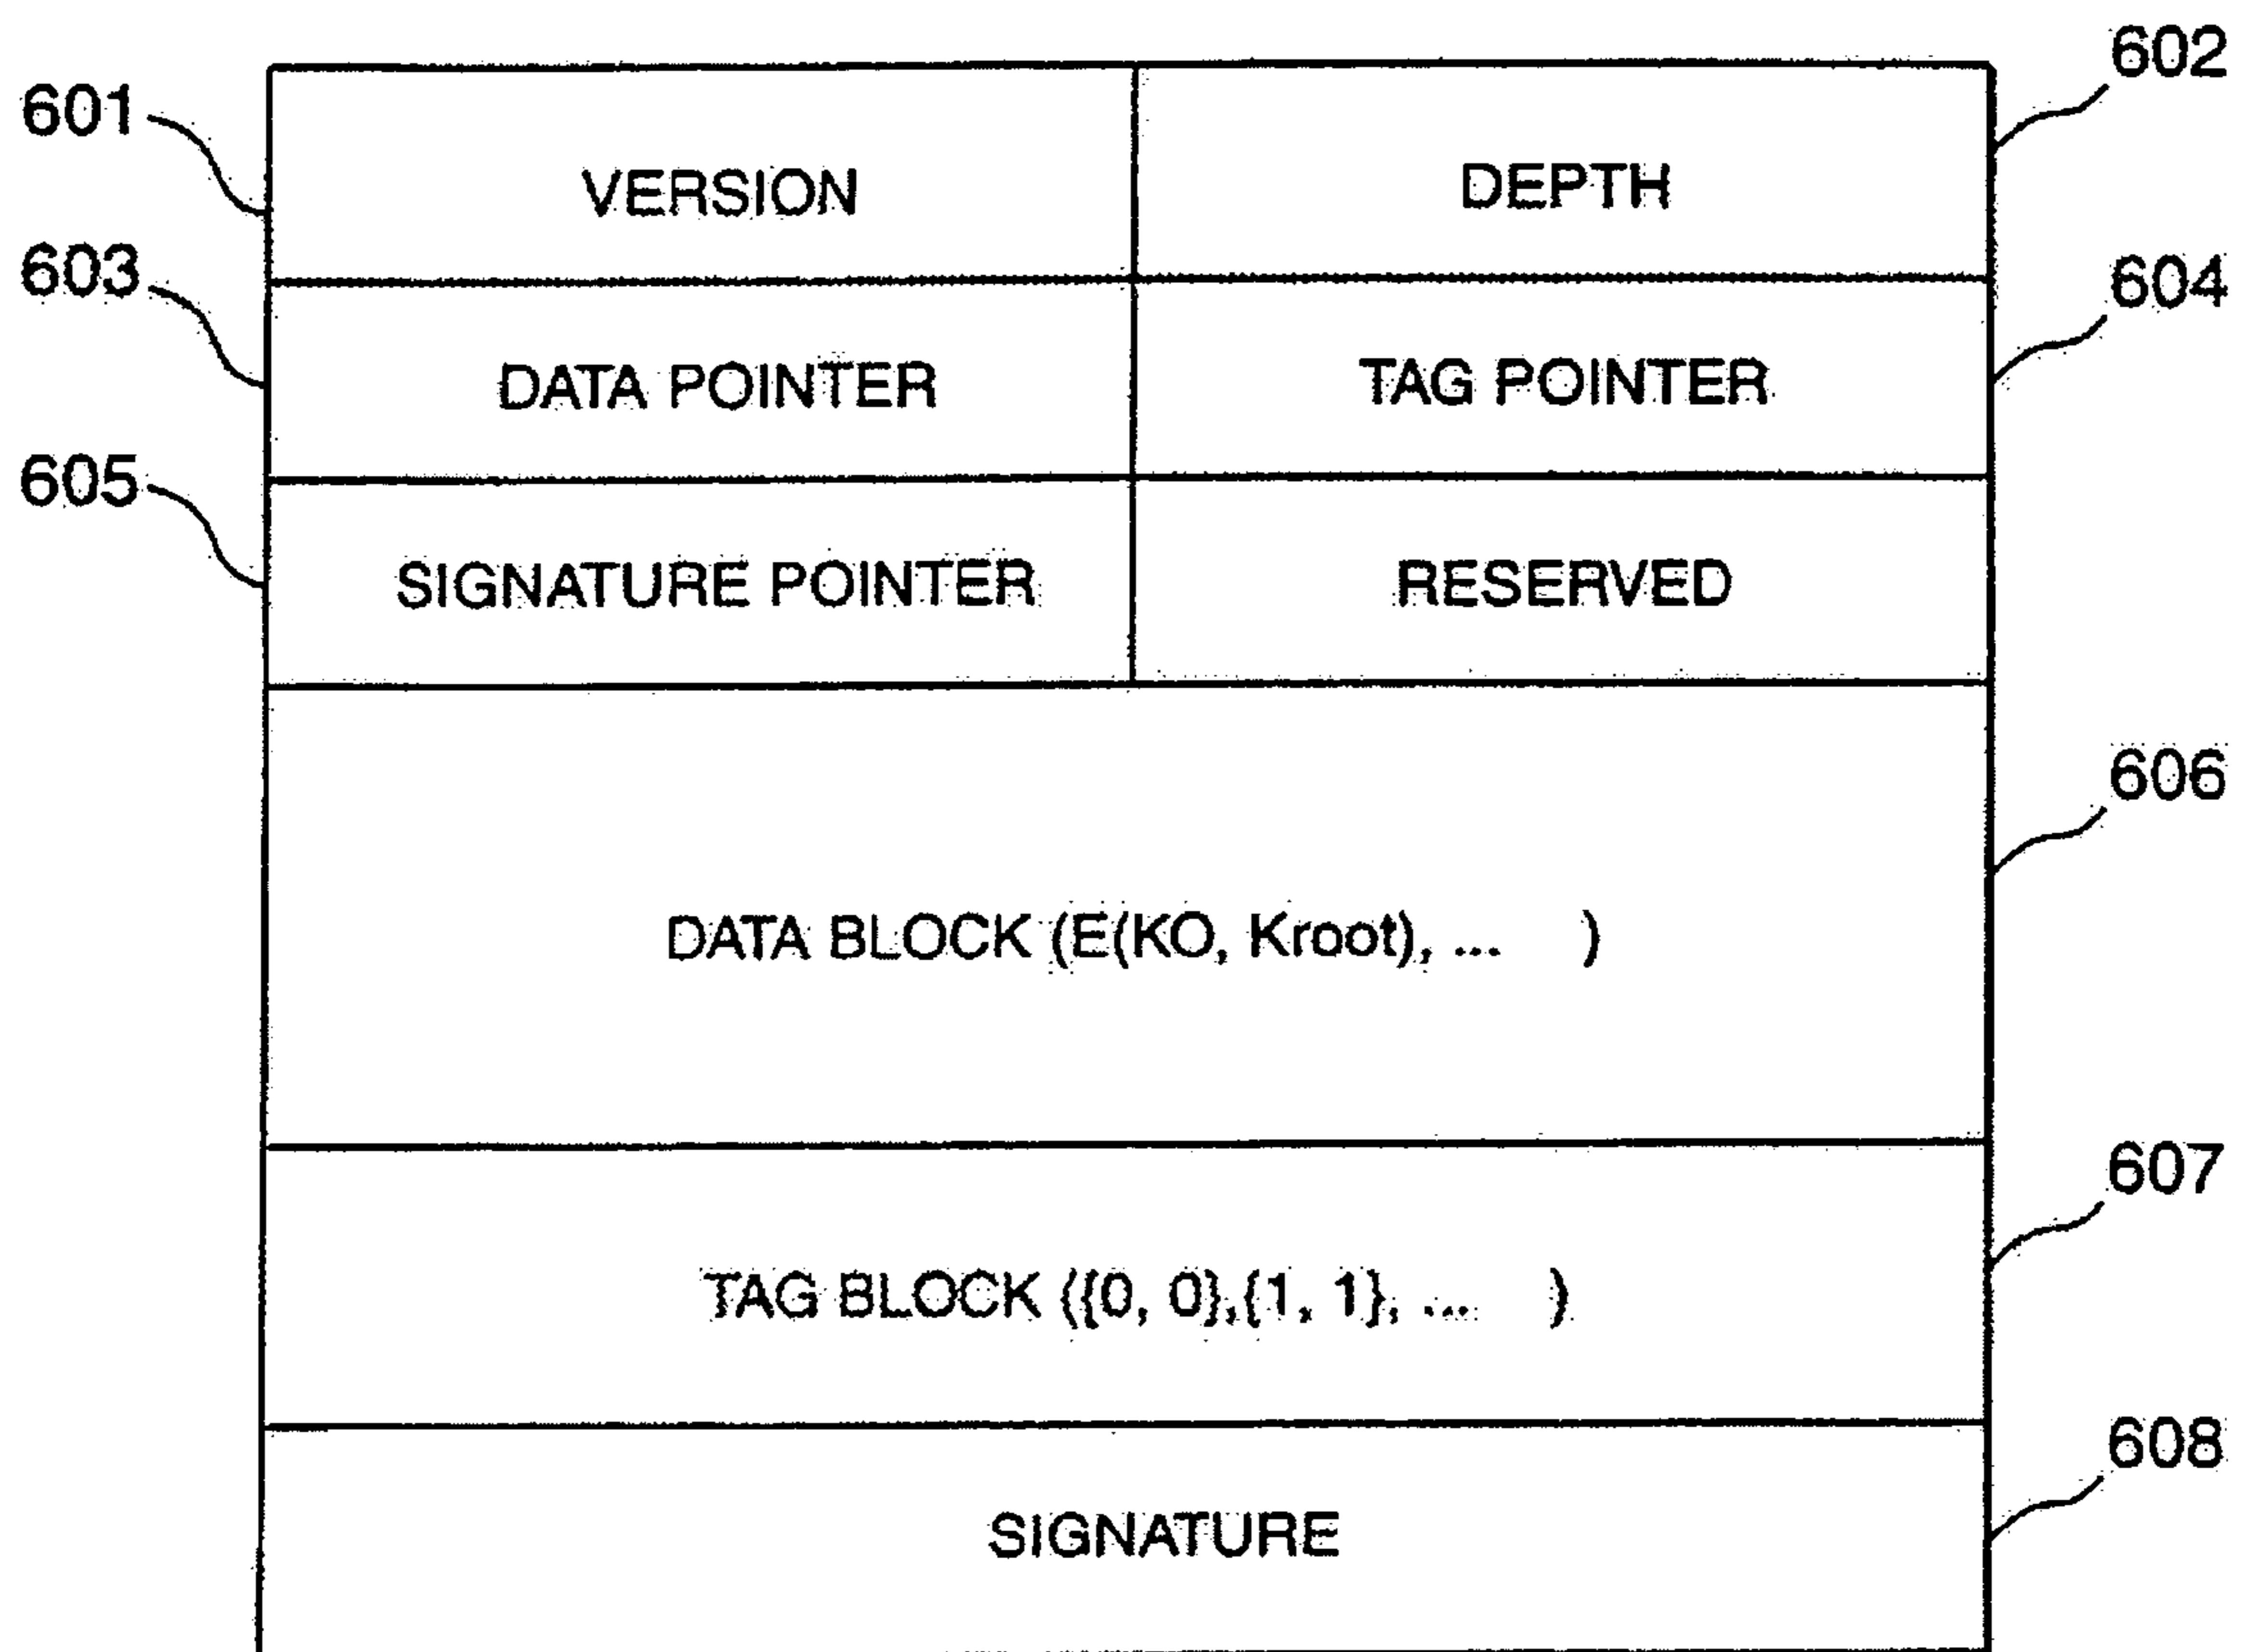 602
601
VERSION
DEPTH
603
604
DATA POINTER
TAG POINTER
605
SIGNATURE POINTER
RESERVED
606
DATA BLOCK (E(KO, Kroot), ... )
607
TAG BLOCK ({0, 0},{1, 1}, ... )
608
SIGNATURE